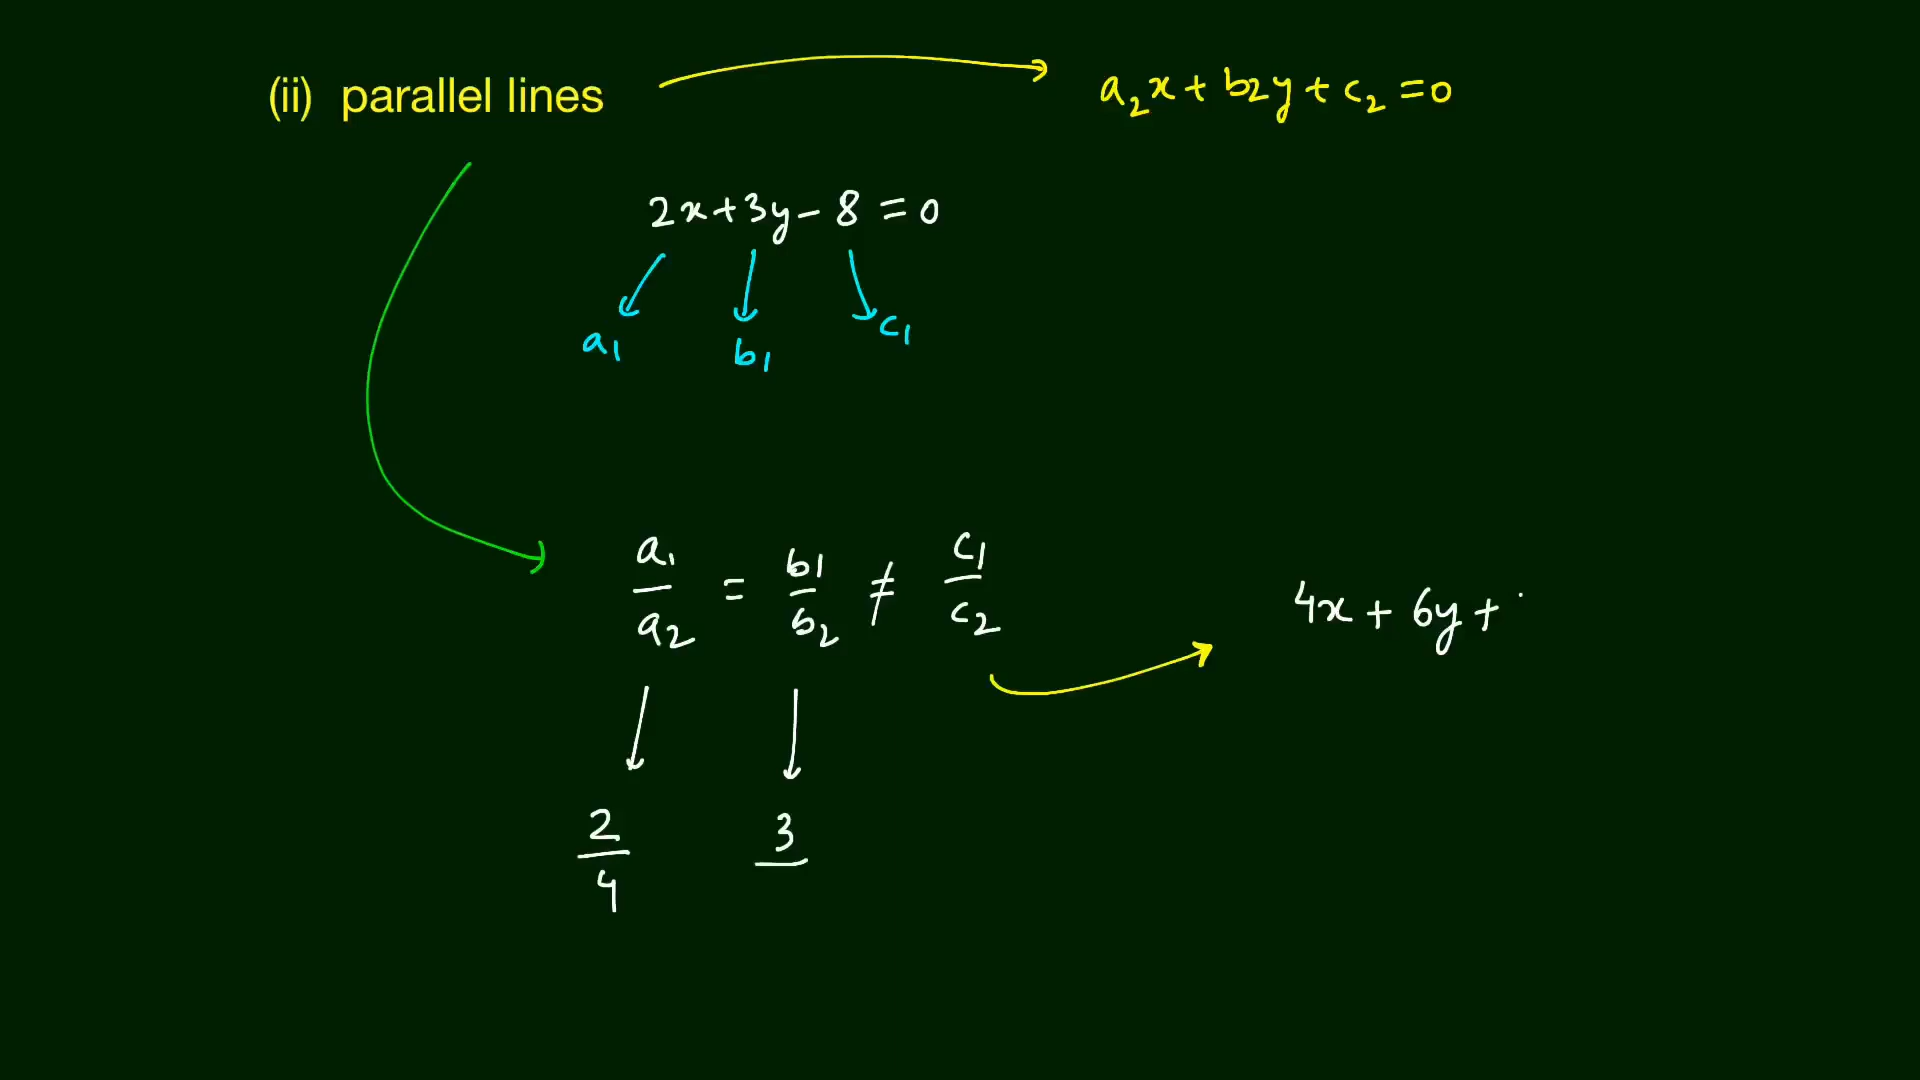 (ii) parallel lines
a₂x + b₂y + c₂ = 0
2x + 3y - 8 = 0
a₁ b₁ c₁
a₁/a₂ = b₁/b₂ ≠ c₁/c₂
4x + 6y +
2/4 3/